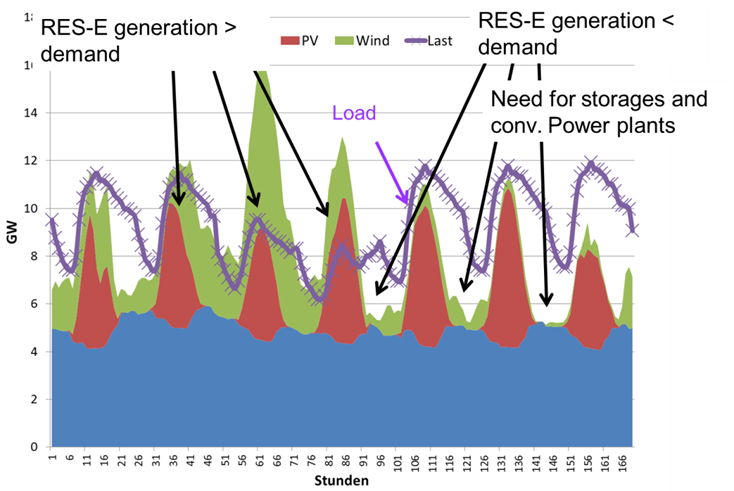 RES-E generation >
demand
RES-E generation <
demand
PV Wind Last
Need for storages and
conv. Power plants
Load
GW
14
12
10
8
6
4
2
0
1 6 11 16 21 26 31 36 41 46 51 56 61 66 71 76 81 86 91 96 101 106 111 116 121 126 131 136 141 146 151 156 161 166
Stunden